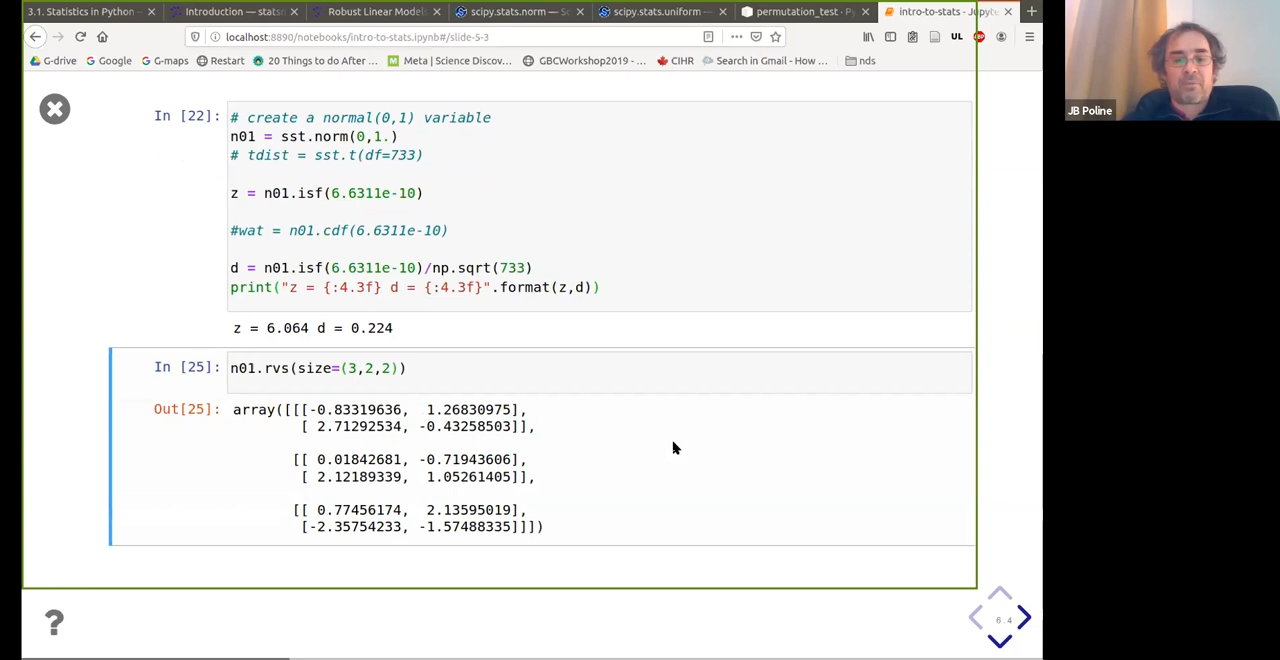 3.1. Statistics in Python
Introduction — statsm
Robust Linear Model
scipy.stats.norm — Sc
scipy.stats.uniform —
permutation_test - Py
intro-to-stats - Jupyte
localhost:8890/notebooks/intro-to-stats.ipynb#/slide-5-3
UL
G-drive
Google
G-maps
Restart
20 Things to do After ...
Meta | Science Discov...
GBCWorkshop2019 - ...
CIHR
Search in Gmail - How ...
nds
JB Poline
In [22]:
# create a normal(0,1) variable
n01 = sst.norm(0,1.)
# tdist = sst.t(df=733)
z = n01.isf(6.6311e-10)
#wat = n01.cdf(6.6311e-10)
d = n01.isf(6.6311e-10)/np.sqrt(733)
print("z = {:4.3f} d = {:4.3f}".format(z,d))
z = 6.064 d = 0.224
In [25]:
n01.rvs(size=(3,2,2))
Out[25]:
array([[[-0.83319636, 1.26830975],
[ 2.71292534, -0.43258503]],
[[ 0.01842681, -0.71943606],
[ 2.12189339, 1.05261405]],
[[ 0.77456174, 2.13595019],
[-2.35754233, -1.57488335]]])
?
6.4